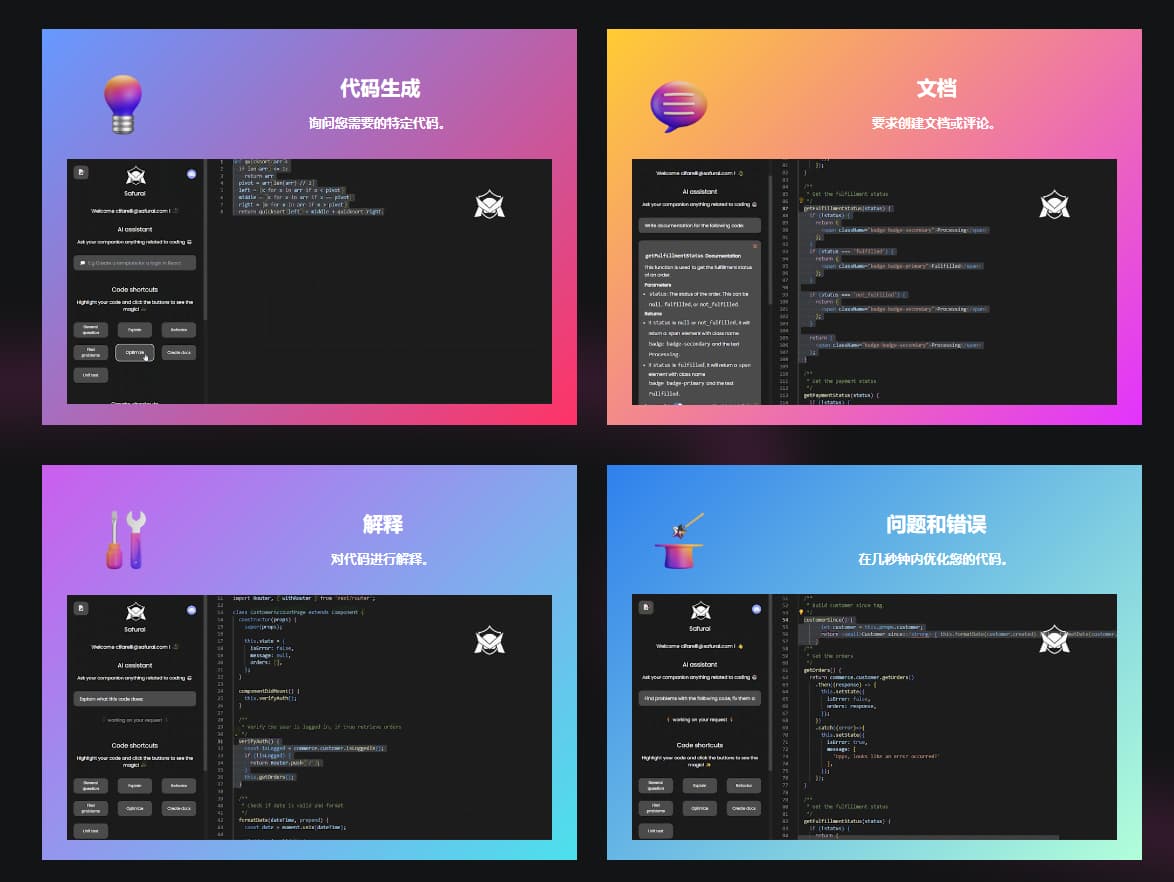 代码生成
询问您需要的特定代码。
Safurai
Welcome cifarelli@safurai.com !
AI assistant
Ask your companion anything related to coding
E.g Create a template for a login in React
Code shortcuts
Highlight your code and click the buttons to see the
magic!
General
question
Explain
Refactor
Find
problems
Optimize
Create docs
Unit test
def quicksort(arr):
if len(arr) <= 1:
return arr
pivot = arr[len(arr) // 2]
left = [x for x in arr if x < pivot]
middle = [x for x in arr if x == pivot]
right = [x for x in arr if x > pivot]
return quicksort(left) + middle + quicksort(right)
文档
要求创建文档或评论。
Welcome cifarelli@safurai.com !
AI assistant
Ask your companion anything related to coding
Write documentation for the following code:
getFulfillmentStatus Documentation
This function is used to get the fulfillment status
of an order.
Parameters
status: The status of the order. This can be
null, fulfilled, or not_fulfilled.
Returns
If status is null or not_fulfilled, it will
return a span element with class name
badge badge-secondary and the text
Processing.
If status is fulfilled, it will return a span
element with class name
badge badge-primary and the text
Fullfilled.
});
}
/**
* Get the fulfillment status
*/
getFulfillmentStatus(status) {
if (!status) {
return (
<span className="badge badge-secondary">Processing</span>
);
}
if (status === 'fulfilled') {
return (
<span className="badge badge-primary">Fullfilled</span>
);
}
if (status === 'not_fulfilled') {
return (
<span className="badge badge-secondary">Processing</span>
);
}
return (
<span className="badge badge-secondary">Processing</span>
);
}
/**
* Get the payment status
*/
getPaymentStatus(status) {
if (!status) {
解释
对代码进行解释。
Safurai
Welcome cifarelli@safurai.com !
AI assistant
Ask your companion anything related to coding
Explain what this code does:
working on your request
Code shortcuts
Highlight your code and click the buttons to see the
magic!
General
question
Explain
Refactor
Find
problems
Optimize
Create docs
Unit test
import Router, { withRouter } from 'next/router';
class CustomerAccountPage extends Component {
constructor(props) {
super(props);
this.state = {
isError: false,
message: null,
orders: [],
};
}
componentDidMount() {
this.verifyAuth();
}
/**
* Verify the user is logged in, if true retrieve orders
*/
verifyAuth() {
const isLogged = commerce.customer.isLoggedIn();
if (!isLogged) {
return Router.push('/');
}
this.getOrders();
}
/**
* Check if date is valid and format
*/
formatDate(dateTime, prepend) {
const date = moment.unix(dateTime);
问题和错误
在几秒钟内优化您的代码。
Safurai
Welcome cifarelli@safurai.com !
AI assistant
Ask your companion anything related to coding
Find problems with the following code, fix them a
working on your request
Code shortcuts
Highlight your code and click the buttons to see the
magic!
General
question
Explain
Refactor
Find
problems
Optimize
Create docs
Unit test
/**
* Build customer since tag
*/
customerSince() {
let customer = this.props.customer;
return <small>Customer since: <strong> { this.formatDate(customer.created)
/**
* Get the orders
*/
getOrders() {
return commerce.customer.getOrders()
.then((response) => {
this.setState({
isError: false,
orders: response,
});
})
.catch((error)=>{
this.setState({
isError: true,
message: [
'Opps, looks like an error occurred!'
],
});
});
}
/**
* Get the fulfillment status
*/
getFulfillmentStatus(status) {
if (!status) {
return (